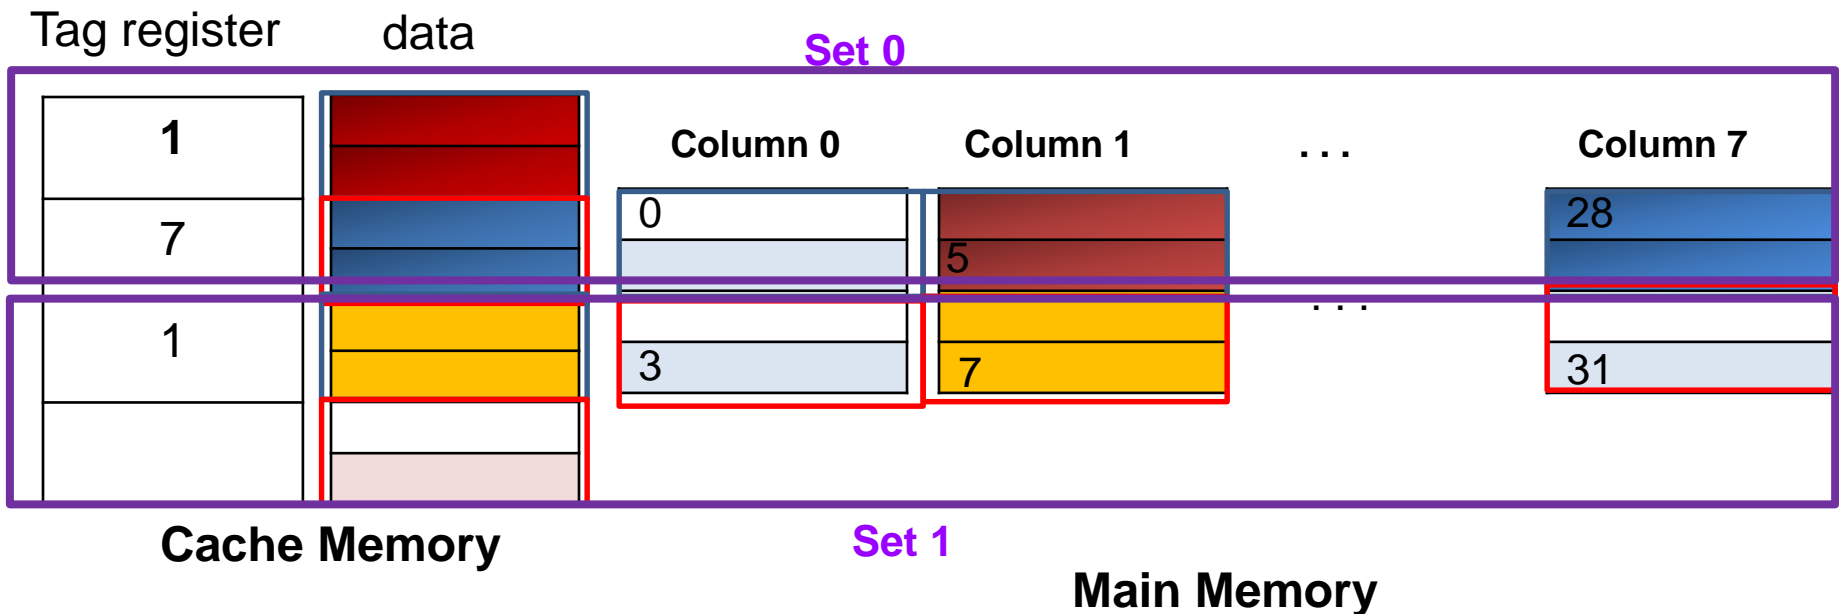 Tag register data
Set 0
1
Column 0 Column 1 . . . Column 7
7
0 28
5
. . .
1
3 7 31
Cache Memory
Set 1
Main Memory